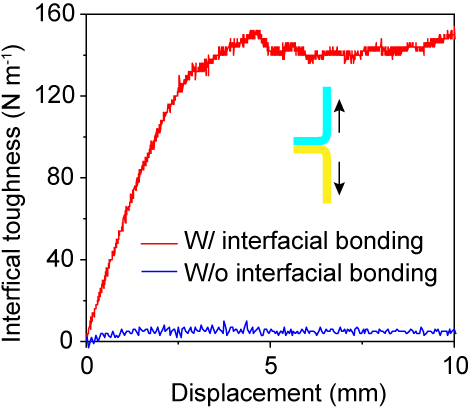 160
120
80
40
0
Interfical toughness (N m⁻¹)
W/ interfacial bonding
W/o interfacial bonding
0
5
10
Displacement (mm)